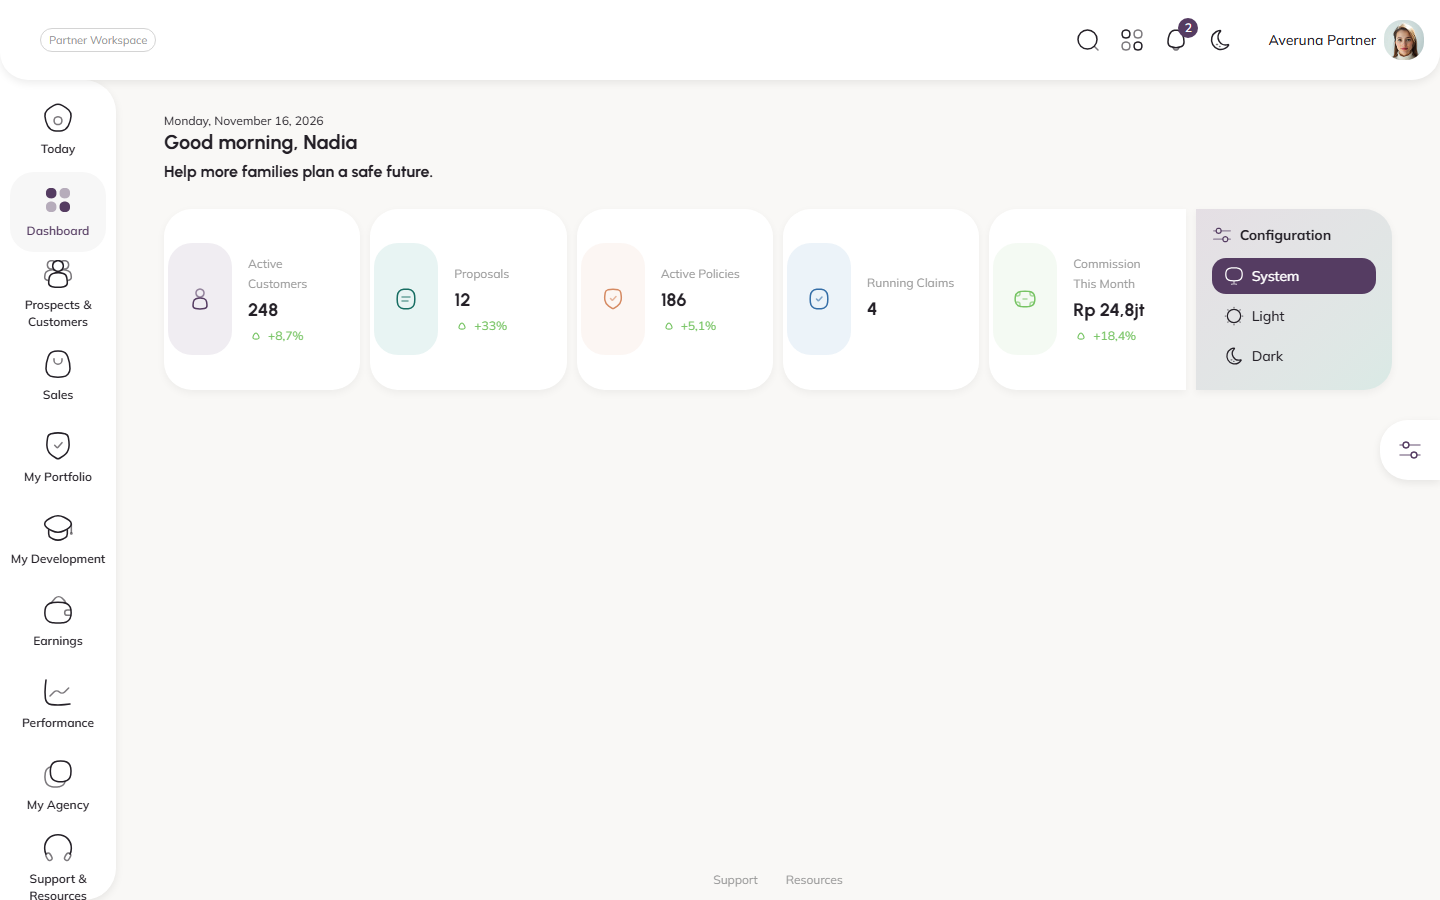 Partner Workspace
2
Averuna Partner
Today
Dashboard
Prospects &
Customers
Sales
My Portfolio
My Development
Earnings
Performance
My Agency
Support &
Resources
Monday, November 16, 2026
Good morning, Nadia
Help more families plan a safe future.
Active
Customers
248
+8,7%
Proposals
12
+33%
Active Policies
186
+5,1%
Running Claims
4
Commission
This Month
Rp 24,8jt
+18,4%
Configuration
System
Light
Dark
Support
Resources